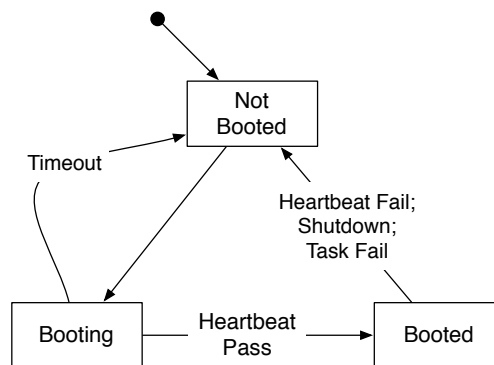 Not
Booted
Timeout
Heartbeat Fail;
Shutdown;
Task Fail
Booting
Heartbeat
Pass
Booted